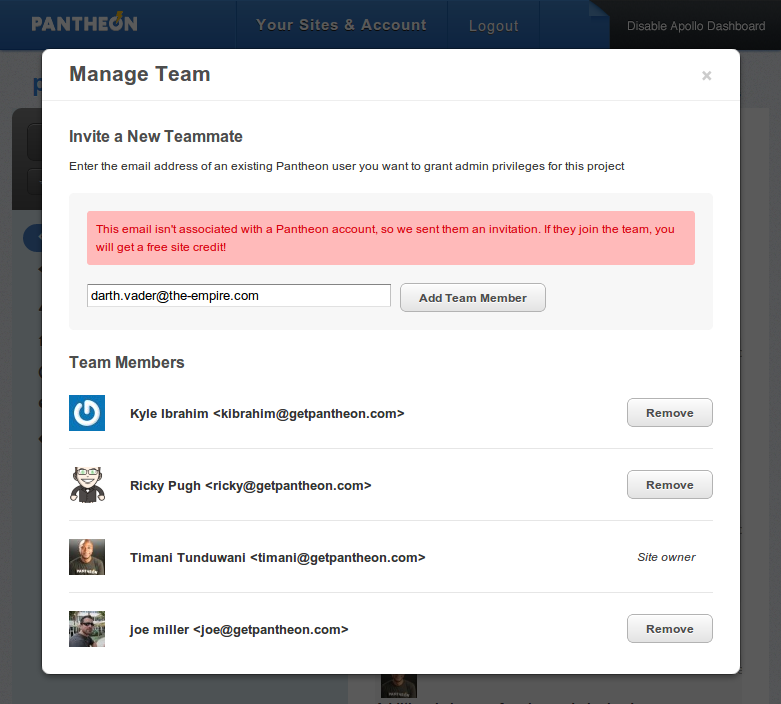 PANTHEON
Your Sites & Account
Logout
Disable Apollo Dashboard
Manage Team
×
Invite a New Teammate
Enter the email address of an existing Pantheon user you want to grant admin privileges for this project
This email isn't associated with a Pantheon account, so we sent them an invitation. If they join the team, you
will get a free site credit!
darth.vader@the-empire.com
Add Team Member
Team Members
Kyle Ibrahim <kibrahim@getpantheon.com>
Remove
Ricky Pugh <ricky@getpantheon.com>
Remove
Timani Tunduwani <timani@getpantheon.com>
Site owner
joe miller <joe@getpantheon.com>
Remove